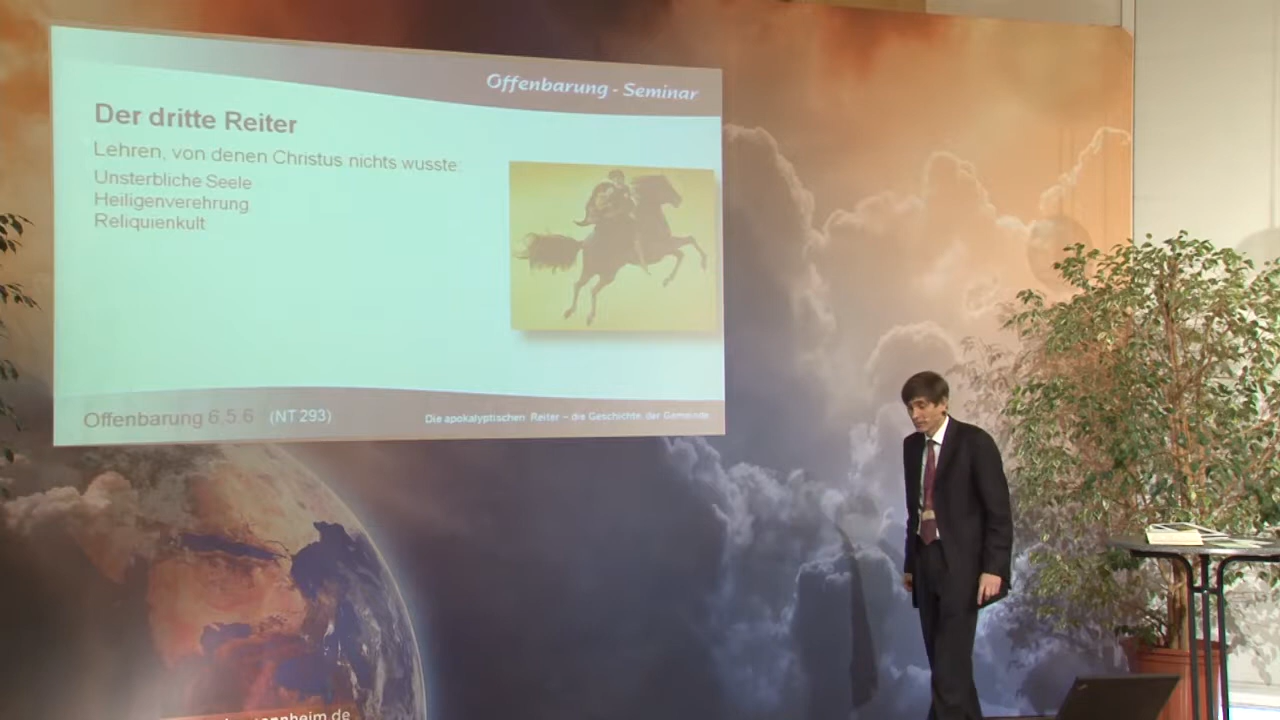 Offenbarung - Seminar
Der dritte Reiter
Lehren, von denen Christus nichts wusste:
Unsterbliche Seele
Heiligenverehrung
Reliquienkult
Offenbarung 6,5.6 (NT 293)
Die apokalyptischen Reiter – die Geschichte der Gemeinde